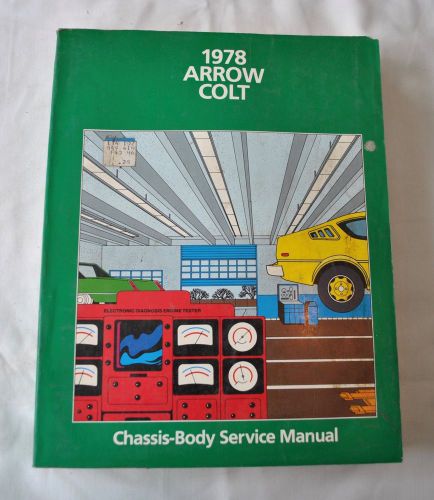 1978
ARROW
COLT
ELECTRONIC DIAGNOSIS ENGINE TESTER
Chassis-Body Service Manual